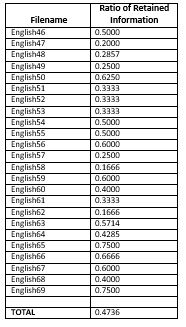 Filename Ratio of Retained
Information
English46 0.5000
English47 0.2000
English48 0.2857
English49 0.2500
English50 0.6250
English51 0.3333
English52 0.3333
English53 0.3333
English54 0.5000
English55 0.5000
English56 0.6000
English57 0.2500
English58 0.1666
English59 0.6000
English60 0.4000
English61 0.3333
English62 0.1666
English63 0.5714
English64 0.4285
English65 0.7500
English66 0.6666
English67 0.6000
English68 0.4000
English69 0.7500
TOTAL 0.4736